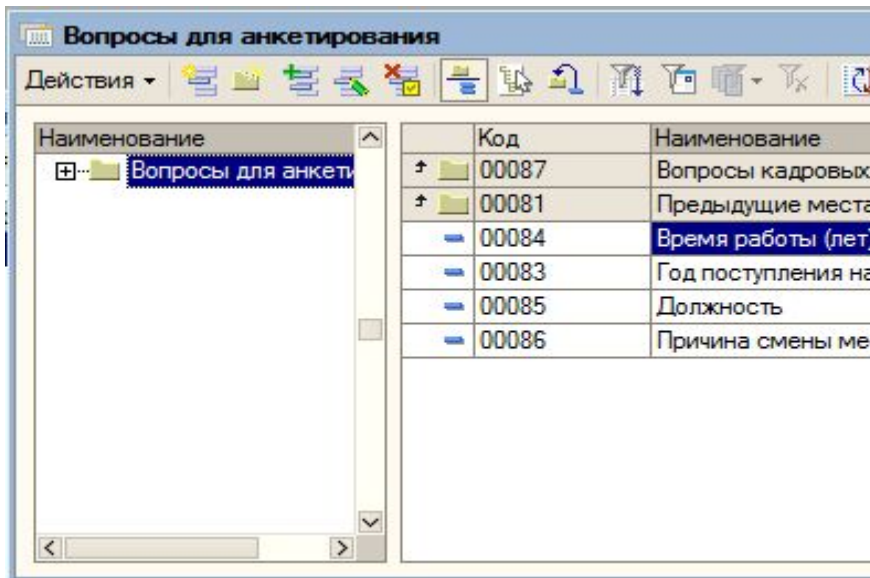 Вопросы для анкетирования
Действия
Наименование
Вопросы для анкети
Код Наименование
00087 Вопросы кадровых
00081 Предыдущие места
00084 Время работы (лет)
00083 Год поступления на
00085 Должность
00086 Причина смены ме